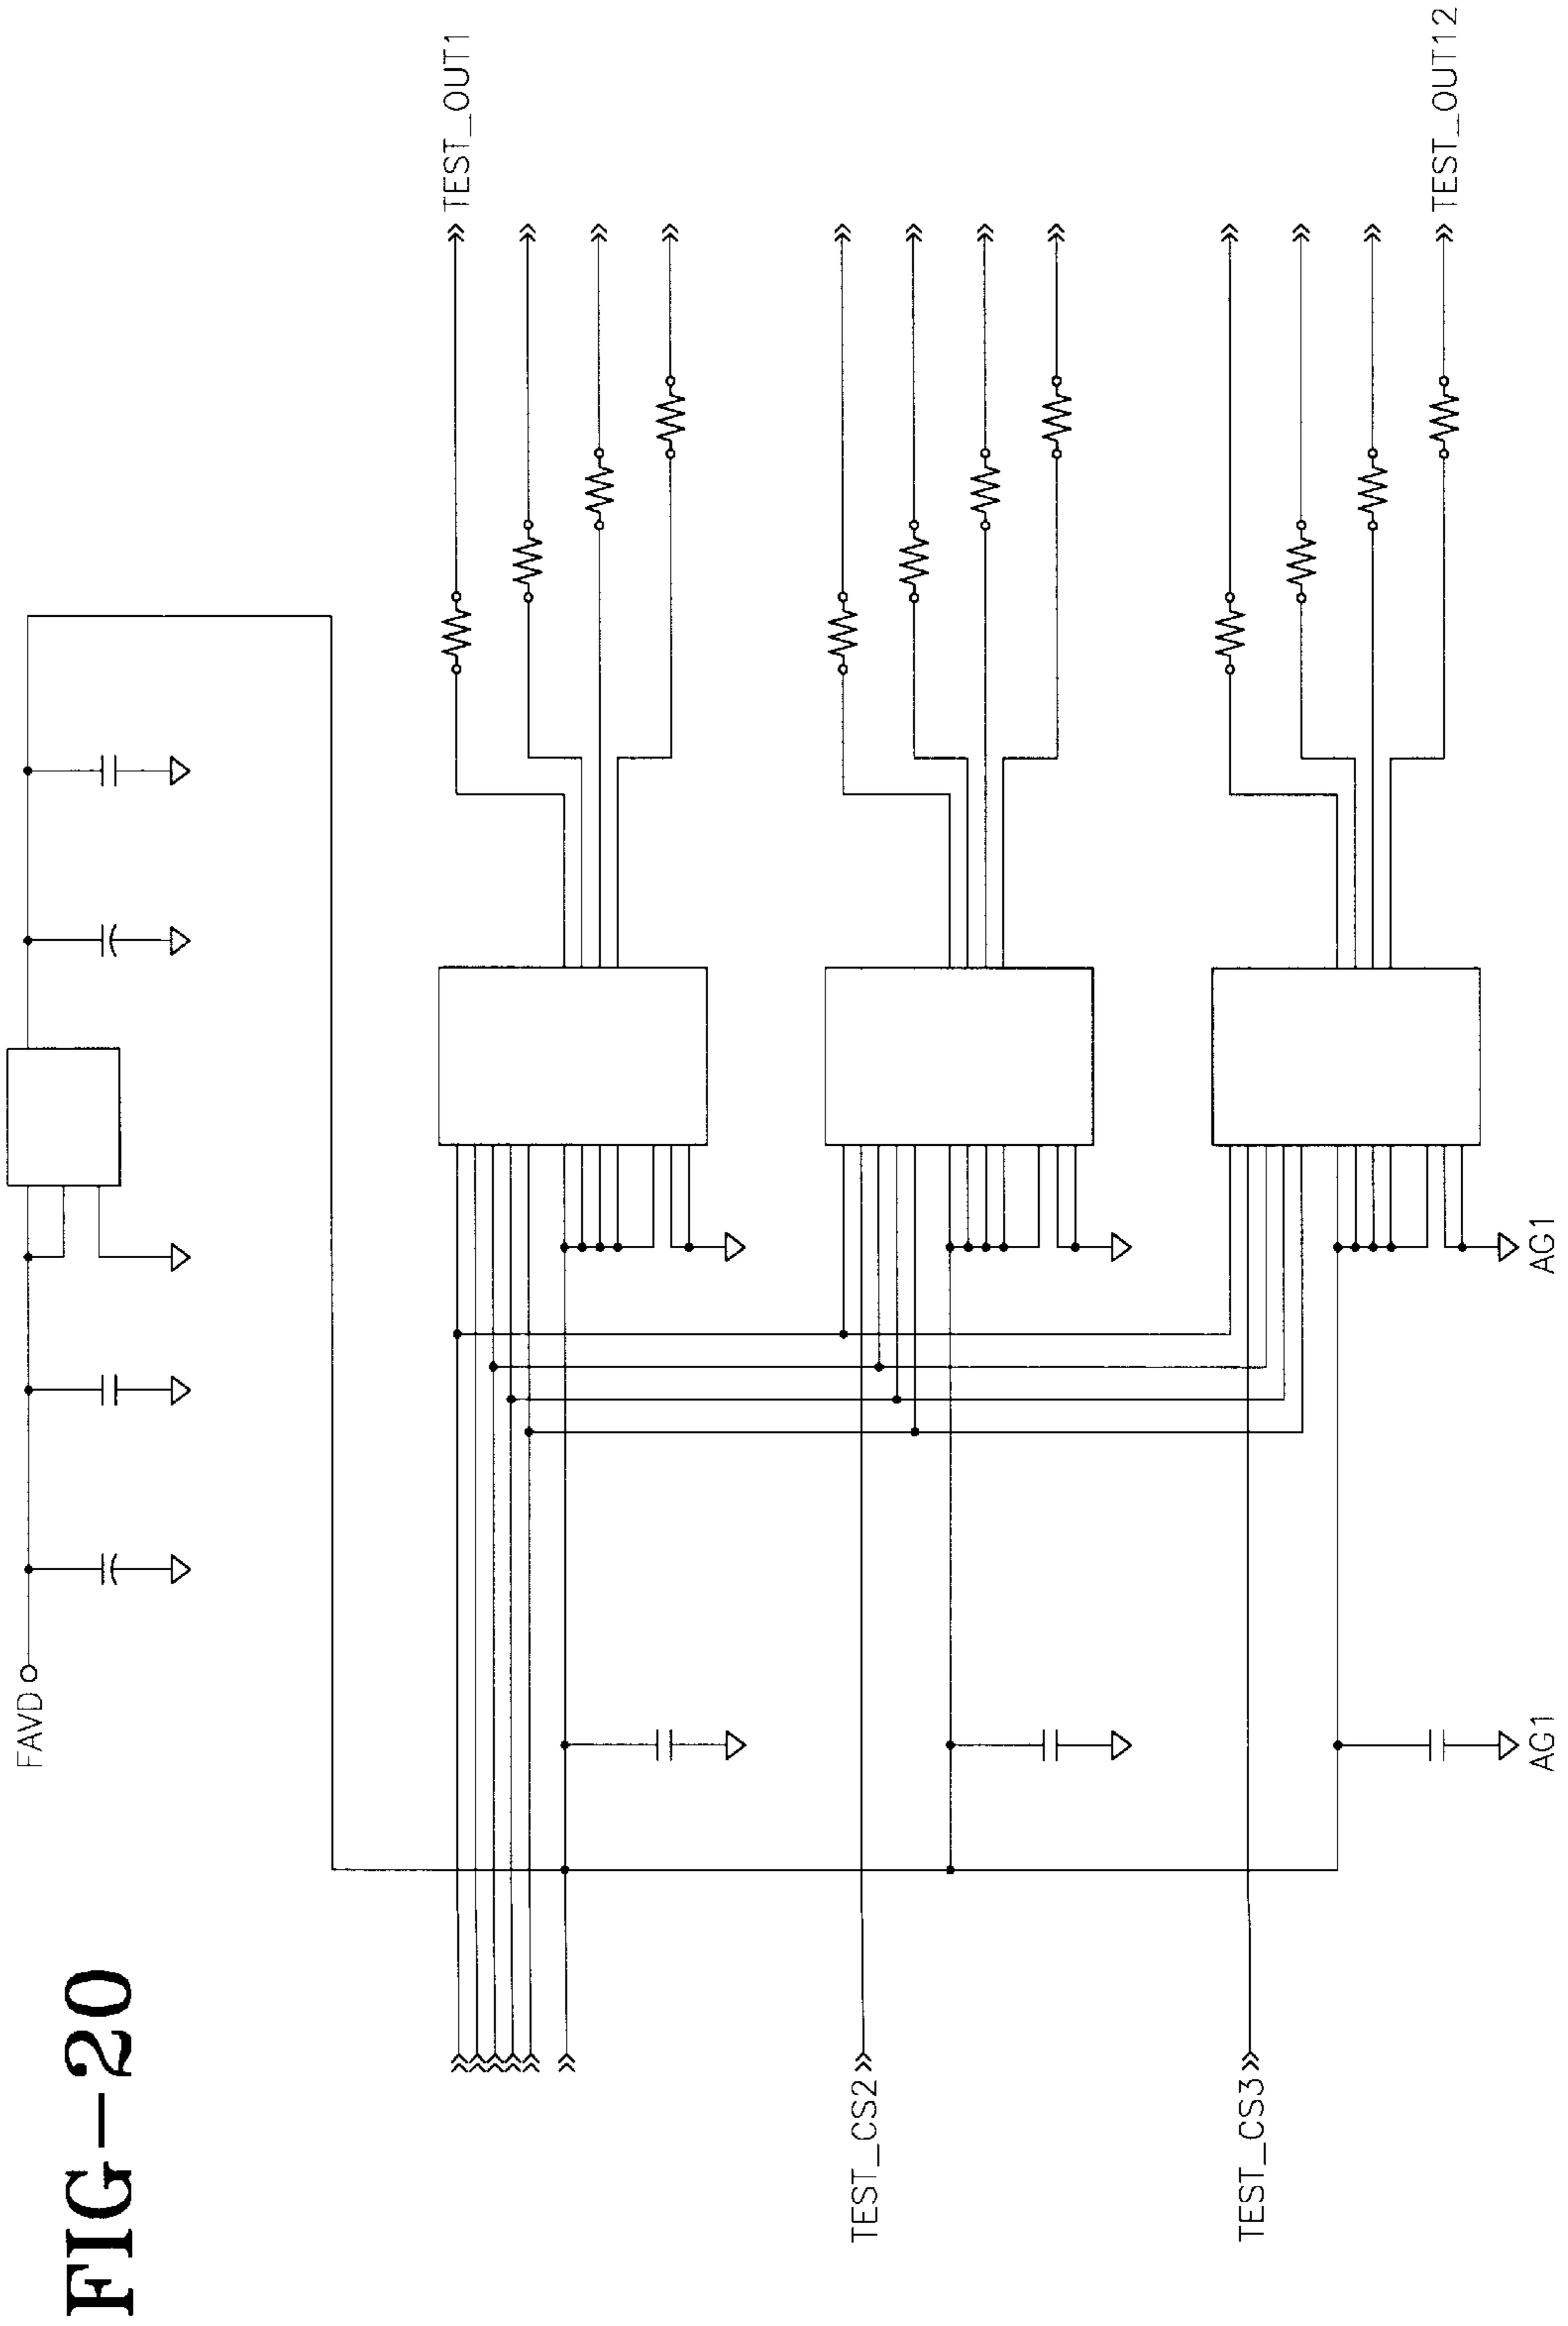 FIG-20
FAVD
TEST_OUT1
TEST_CS2
TEST_CS3
TEST_OUT12
AG1
AG1